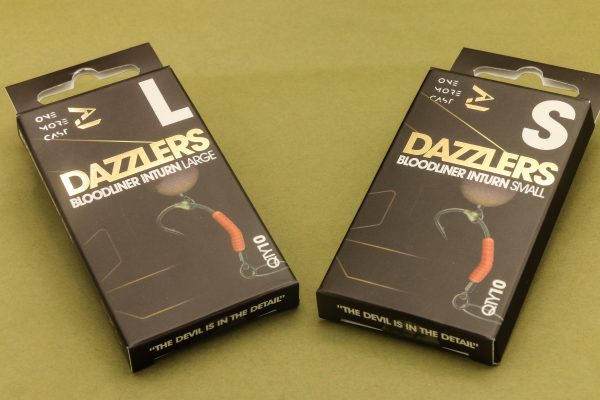 ONE
MORE
CAST
L
DAZZLERS
BLOODLINER INTURN LARGE
QTY10
"THE DEVIL IS IN THE DETAIL"
ONE
MORE
CAST
S
DAZZLERS
BLOODLINER INTURN SMALL
QTY10
"THE DEVIL IS IN THE DETAIL"